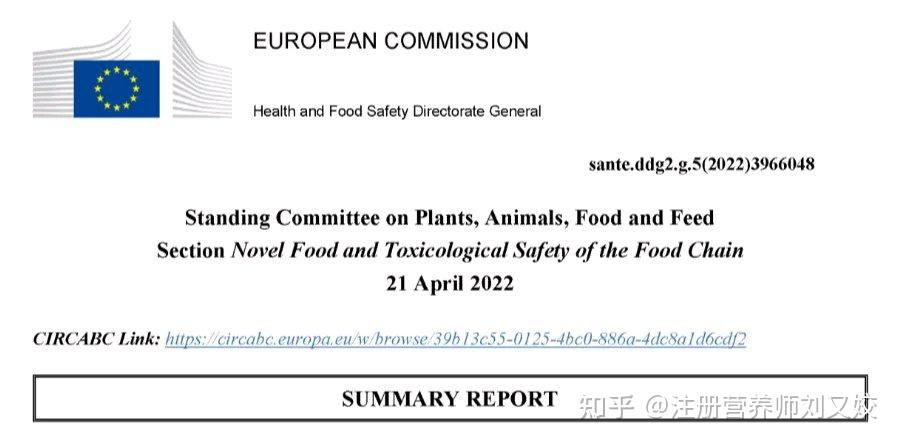 EUROPEAN COMMISSION
Health and Food Safety Directorate General
sante.ddg2.g.5(2022)3966048
Standing Committee on Plants, Animals, Food and Feed
Section Novel Food and Toxicological Safety of the Food Chain
21 April 2022
CIRCABC Link: https://circabc.europa.eu/w/browse/39b13c55-0125-4bc0-886a-4dc8a1d6cdf2
SUMMARY REPORT
知乎 @注册营养师刘又姣